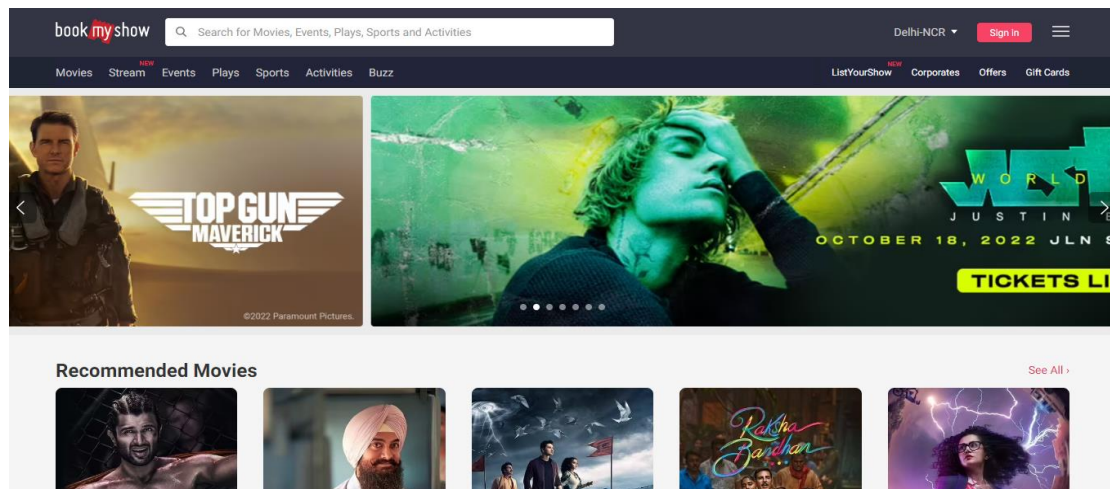 book my show
Search for Movies, Events, Plays, Sports and Activities
Delhi-NCR
Sign in
Movies Stream NEW Events Plays Sports Activities Buzz
ListYourShow NEW Corporates Offers Gift Cards
TOP GUN
MAVERICK
©2022 Paramount Pictures.
WORLD
JUSTIN
OCTOBER 18, 2022 JLN
TICKETS
Recommended Movies
See All ›
Raksha
Bandhan